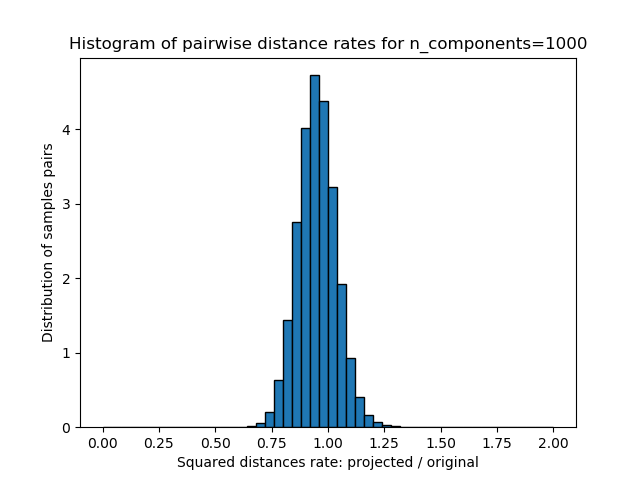 Histogram of pairwise distance rates for n_components=1000
Distribution of samples pairs
4
3
2
1
0
0.00 0.25 0.50 0.75 1.00 1.25 1.50 1.75 2.00
Squared distances rate: projected / original